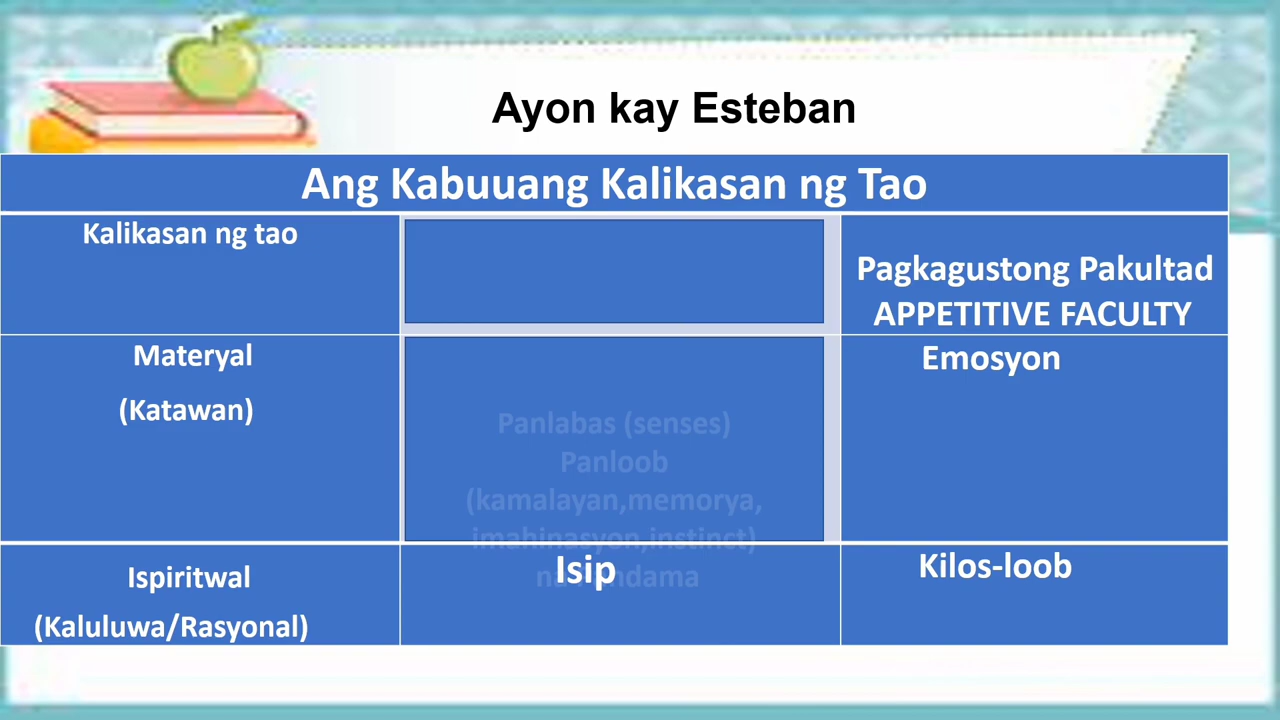 Ayon kay Esteban
Ang Kabuuang Kalikasan ng Tao
Kalikasan ng tao
Pagkagustong Pakultad
APPETITIVE FACULTY
Materyal
(Katawan)
Panlabas (senses)
Panloob
(kamalayan,memorya,
imahinasyon,instinct)
Emosyon
Ispiritwal
(Kaluluwa/Rasyonal)
Isip
Kilos-loob